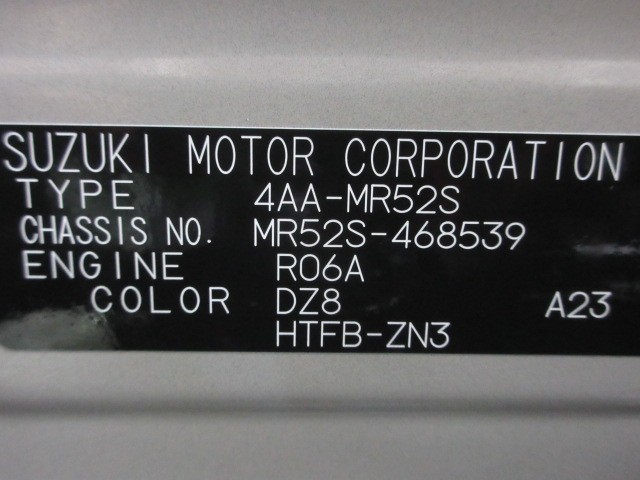 SUZUKI MOTOR CORPORATION
TYPE 4AA-MR52S
CHASSIS NO. MR52S-468539
ENGINE R06A
COLOR DZ8 A23
HTFB-ZN3